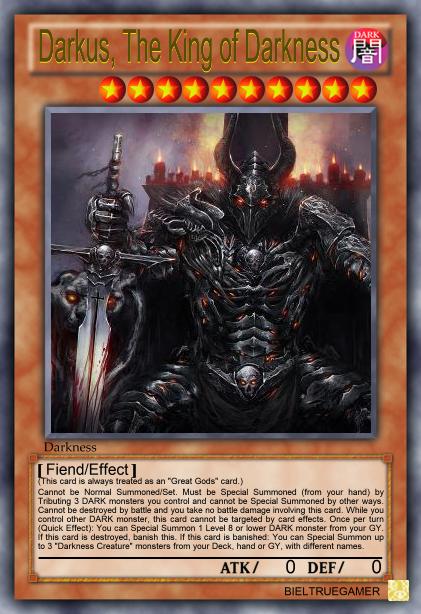 Darkus, The King of Darkness
DARK
闇
Darkness
[ Fiend/Effect ]
(This card is always treated as an "Great Gods" card.)
Cannot be Normal Summoned/Set. Must be Special Summoned (from your hand) by
Tributing 3 DARK monsters you control and cannot be Special Summoned by other ways.
Cannot be destroyed by battle and you take no battle damage involving this card. While you
control other DARK monster, this card cannot be targeted by card effects. Once per turn
(Quick Effect): You can Special Summon 1 Level 8 or lower DARK monster from your GY.
If this card is destroyed, banish this. If this card is banished: You can Special Summon up
to 3 "Darkness Creature" monsters from your Deck, hand or GY, with different names.
ATK/ 0 DEF/ 0
BIELTRUEGAMER